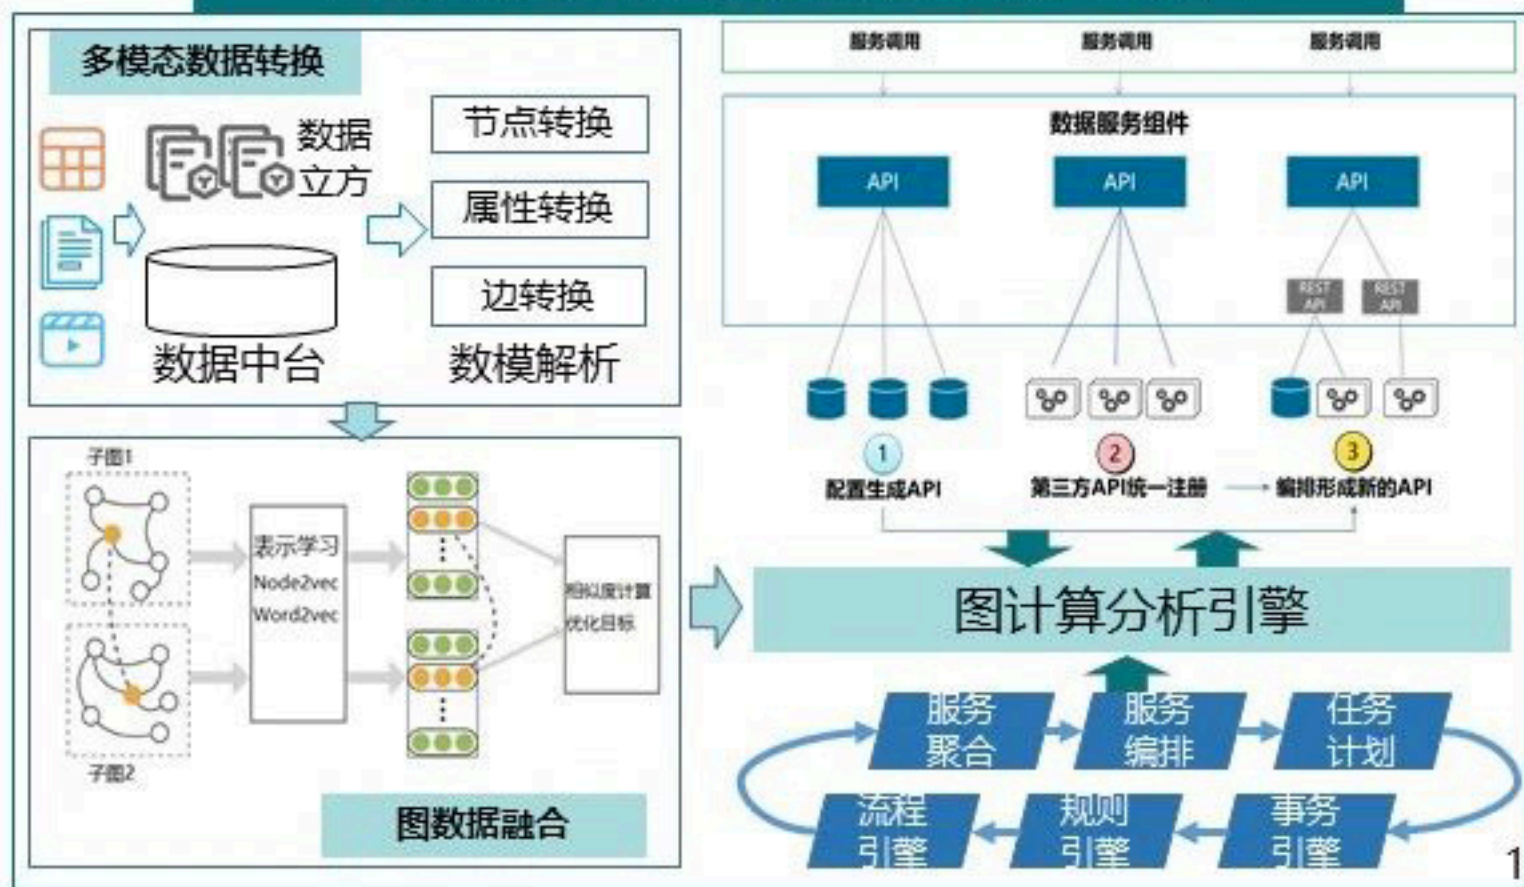 多模态数据转换
数据
立方
数据中台
节点转换
属性转换
边转换
数模解析
子图1
子图2
表示学习
Node2vec
Word2vec
相似度计算
优化目标
图数据融合
服务调用
服务调用
服务调用
数据服务组件
API
API
API
REST
API
REST
API
1
2
3
配置生成API
第三方API统一注册
编排形成新的API
图计算分析引擎
服务
聚合
服务
编排
任务
计划
流程
引擎
规则
引擎
事务
引擎
1